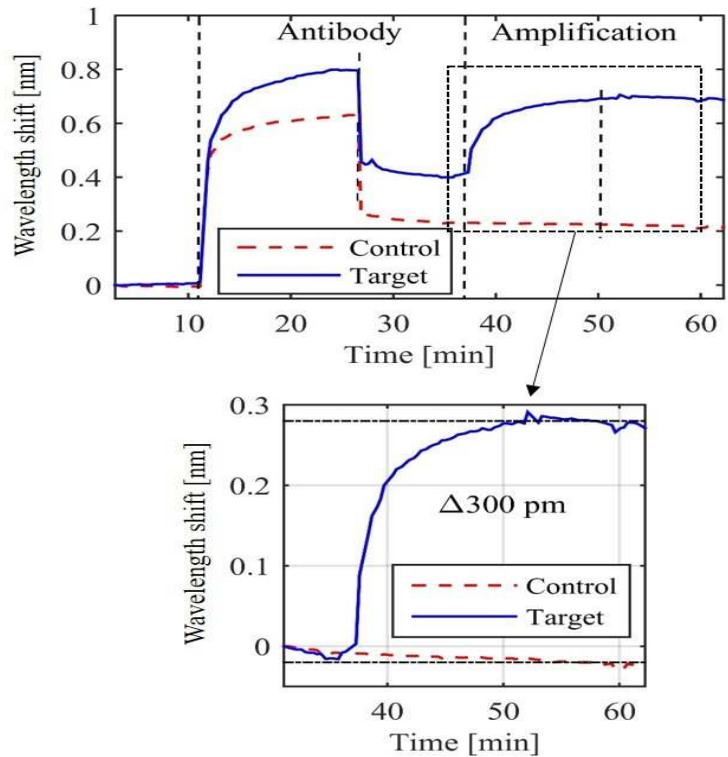 Antibody Amplification
1
0.8
0.6
0.4
0.2
0
Wavelength shift [nm]
Control
Target
10 20 30 40 50 60
Time [min]
0.3
0.2
0.1
0
Wavelength shift [nm]
Δ300 pm
Control
Target
40 50 60
Time [min]